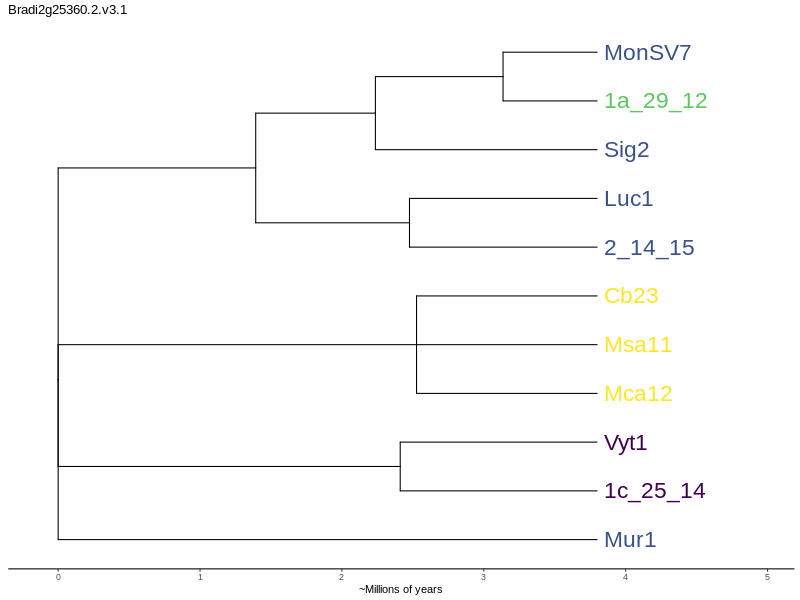 Bradi2g25360.2.v3.1
MonSV7
1a_29_12
Sig2
Luc1
2_14_15
Cb23
Msa11
Mca12
Vyt1
1c_25_14
Mur1
0 1 2 3 4 5
~Millions of years